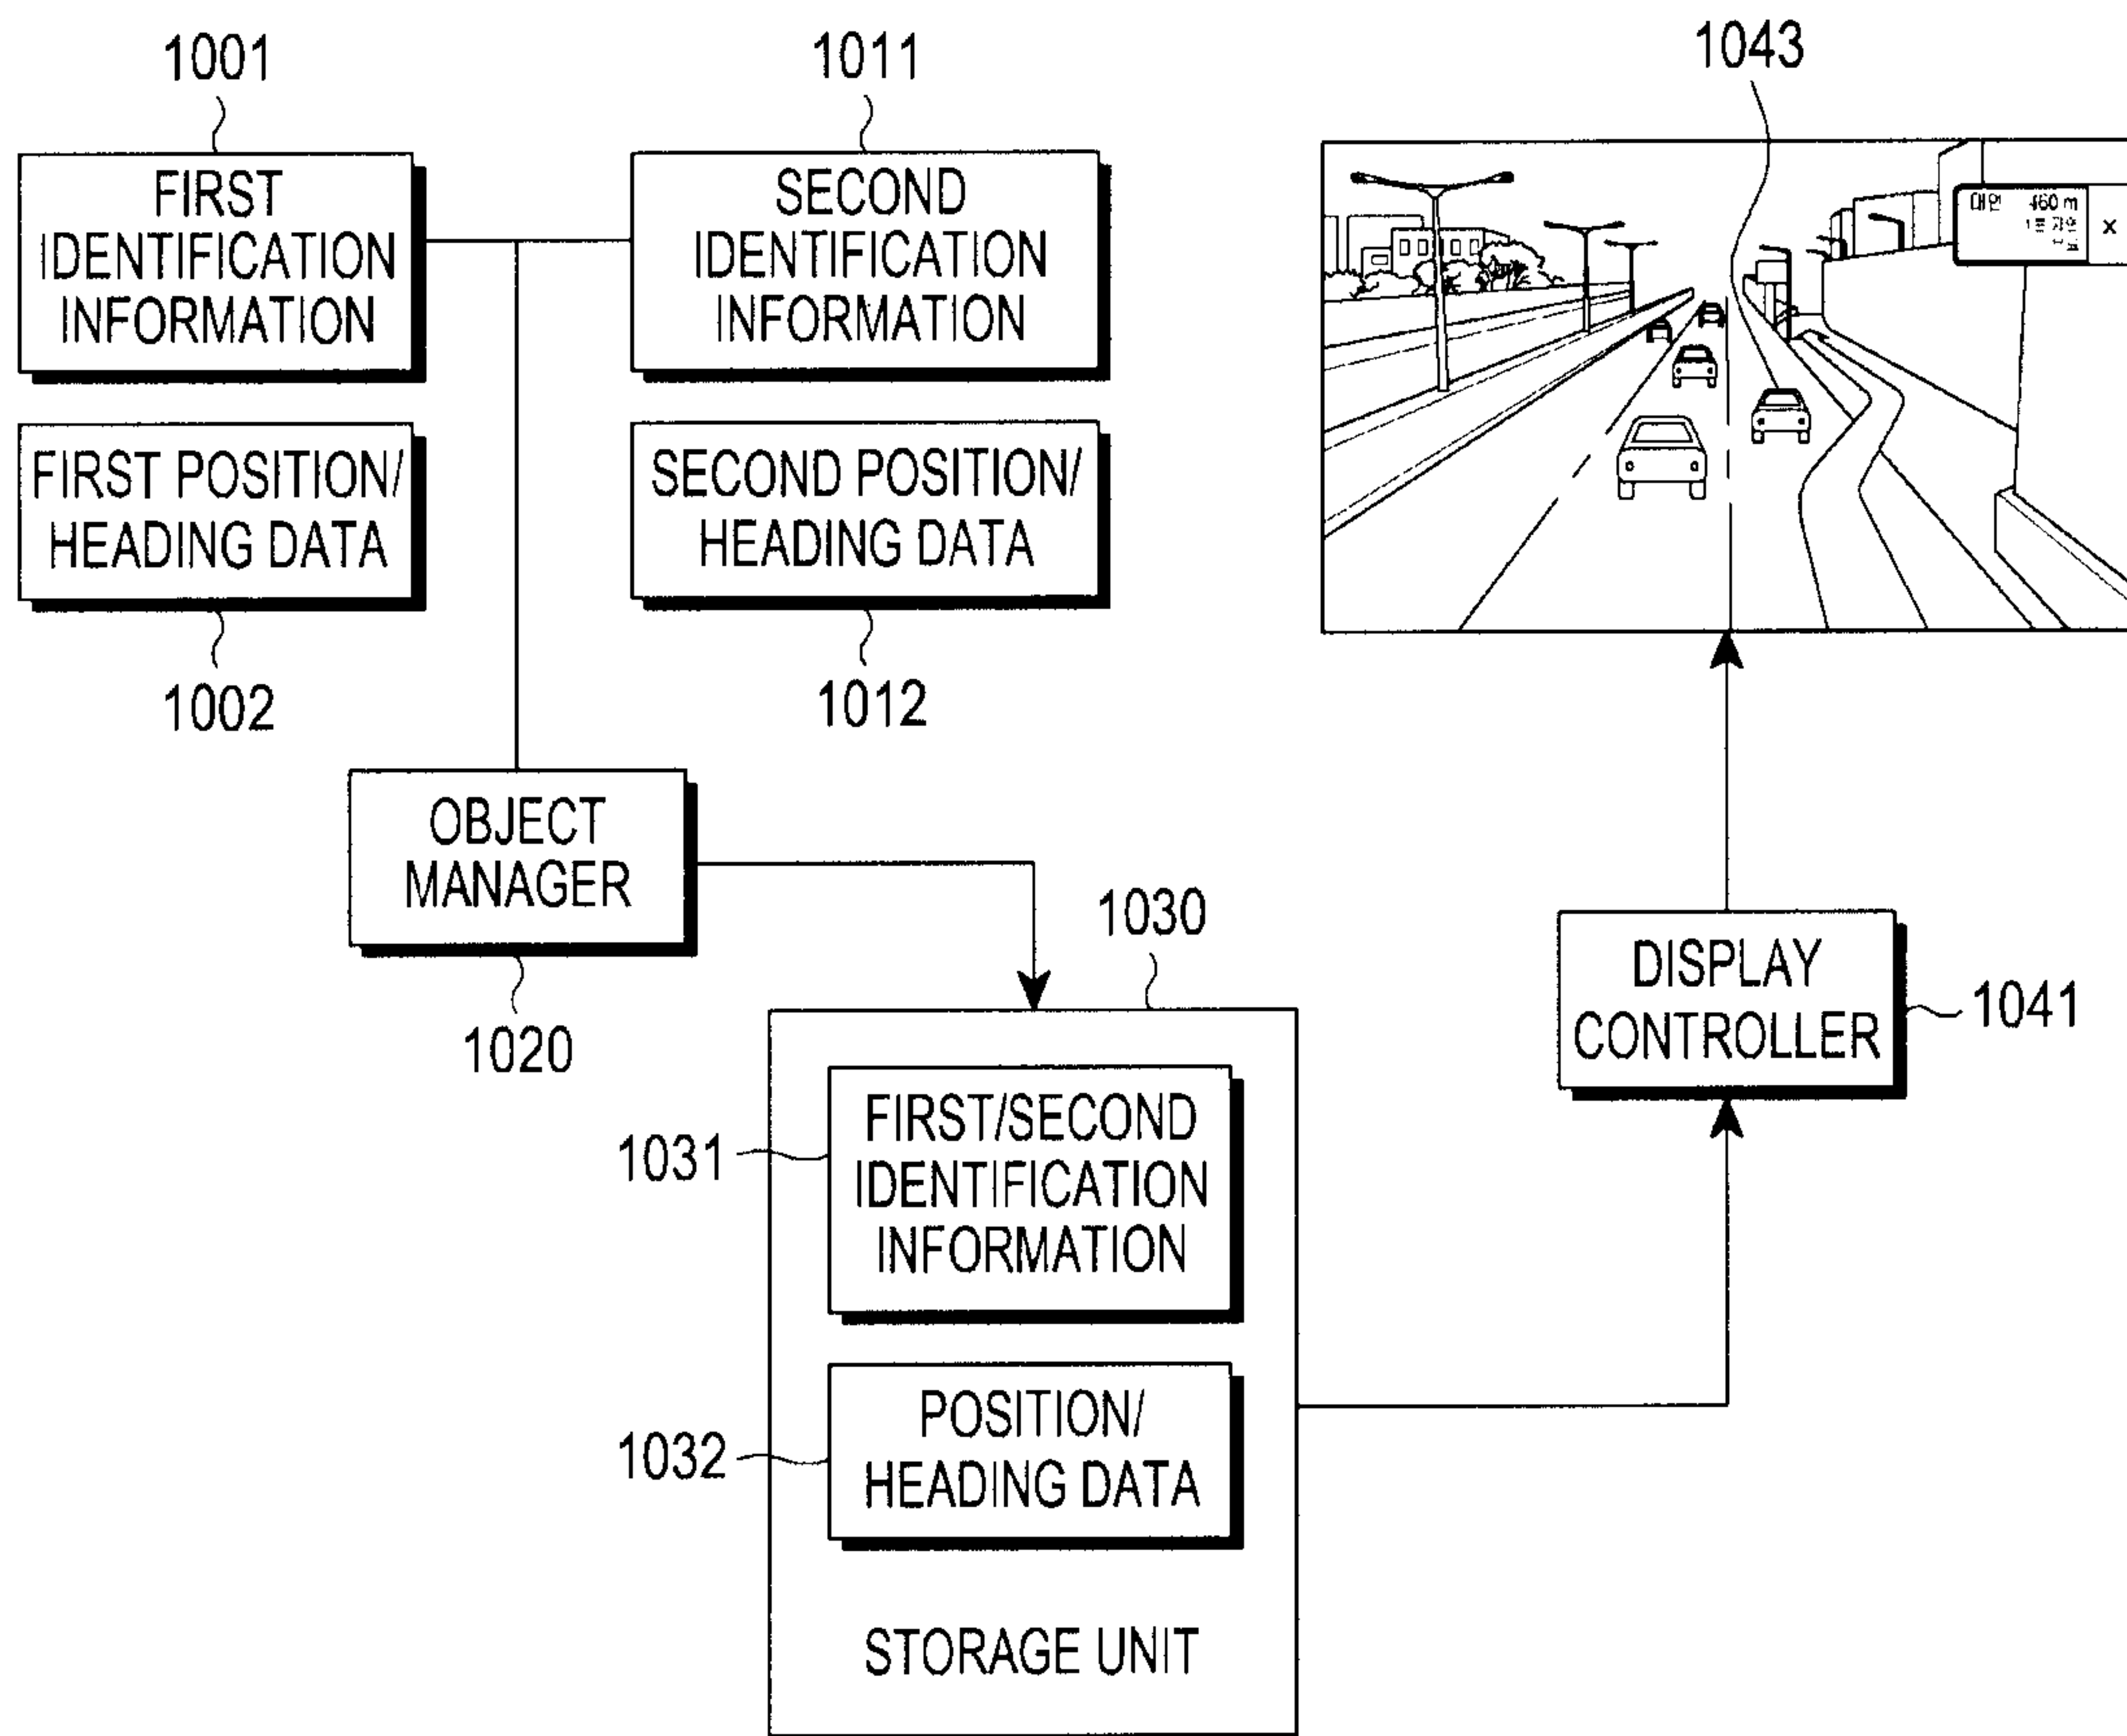 1001
FIRST
IDENTIFICATION
INFORMATION
FIRST POSITION/
HEADING DATA
1002
1011
SECOND
IDENTIFICATION
INFORMATION
SECOND POSITION/
HEADING DATA
1012
1043
460 m
X
OBJECT
MANAGER
1020
1030
1031
FIRST/SECOND
IDENTIFICATION
INFORMATION
1032
POSITION/
HEADING DATA
STORAGE UNIT
DISPLAY
CONTROLLER
1041